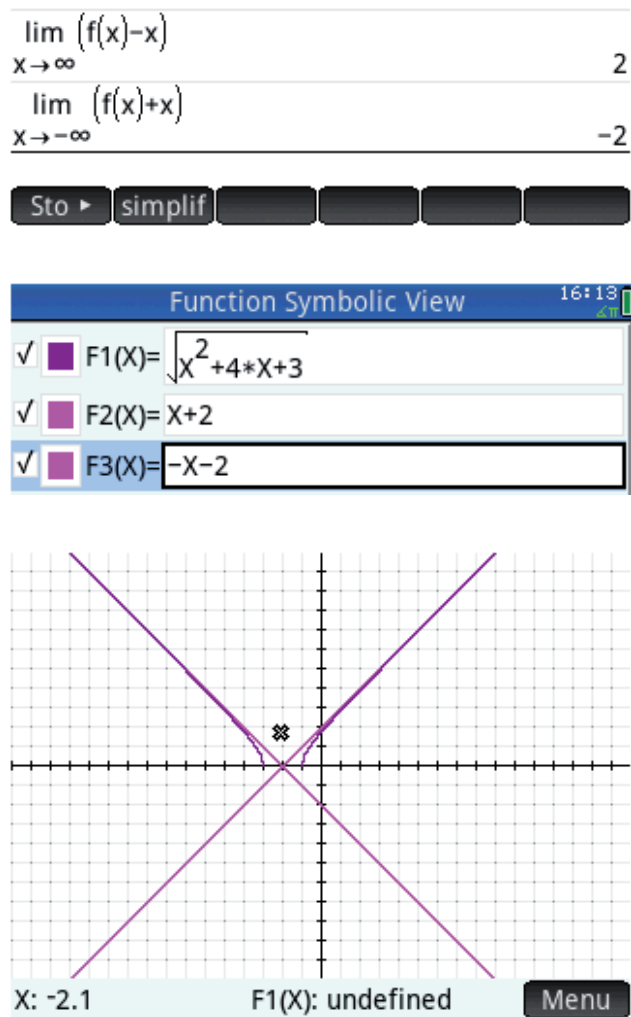 lim (f(x)−x)
x→∞
2
lim (f(x)+x)
x→−∞
−2
Sto ▸ simplif
Function Symbolic View 16:13
∡π
√ F1(X)= √X²+4*X+3
√ F2(X)= X+2
√ F3(X)= −X−2
X: -2.1 F1(X): undefined Menu